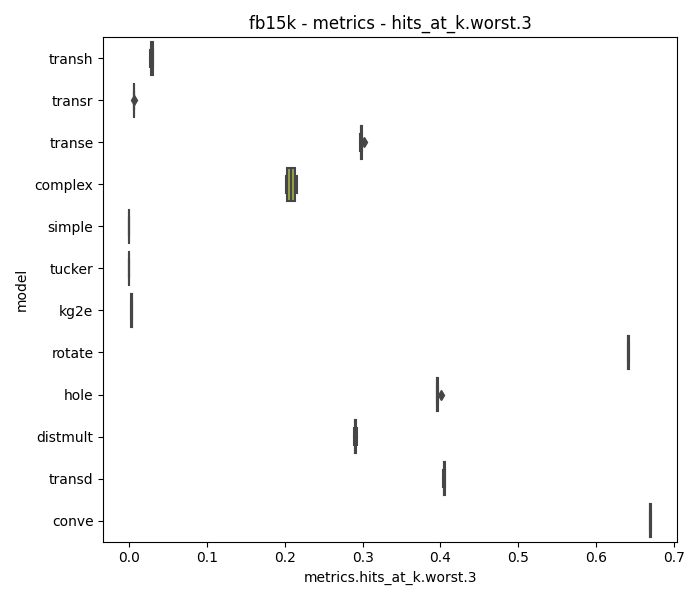 fb15k - metrics - hits_at_k.worst.3
transh
transr
transe
complex
simple
tucker
kg2e
rotate
hole
distmult
transd
conve
model
0.0 0.1 0.2 0.3 0.4 0.5 0.6 0.7
metrics.hits_at_k.worst.3